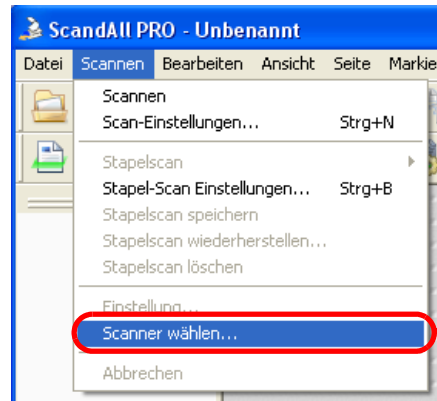 ScandAll PRO - Unbenannt
Datei Scannen Bearbeiten Ansicht Seite Markie
Scannen
Scan-Einstellungen... Strg+N
Stapelscan
Stapel-Scan Einstellungen... Strg+B
Stapelscan speichern
Stapelscan wiederherstellen...
Stapelscan löschen
Einstellung...
Scanner wählen...
Abbrechen